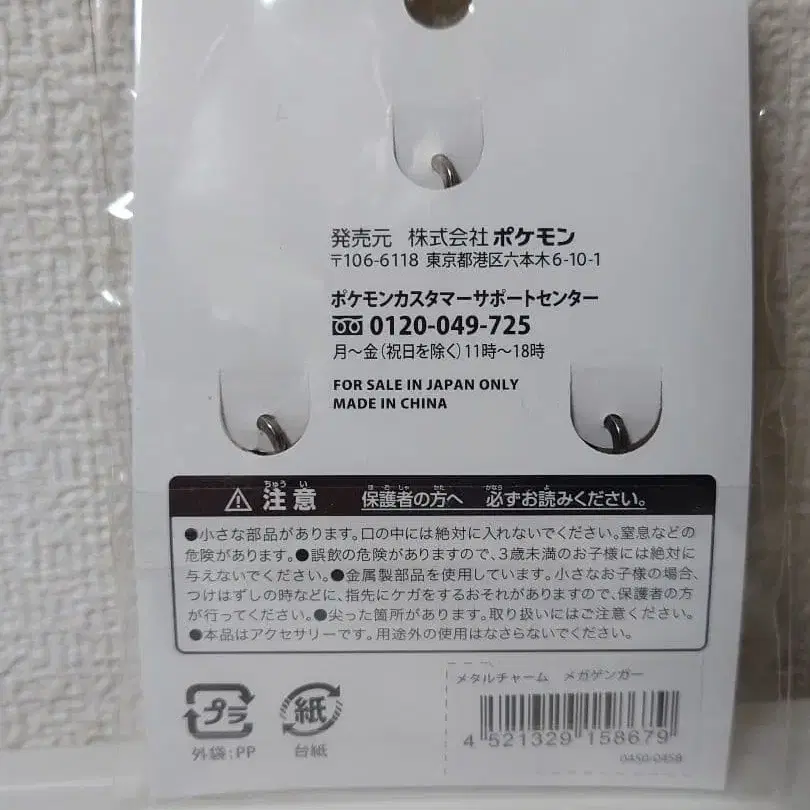 発売元 株式会社 ポケモン
〒106-6118 東京都港区六本木6-10-1
ポケモンカスタマーサポートセンター
0120-049-725
月～金(祝日を除く)11時～18時
FOR SALE IN JAPAN ONLY
MADE IN CHINA
⚠ 注意 保護者の方へ 必ずお読みください。
●小さな部品があります。口の中には絶対に入れないでください。窒息などの
危険があります。●誤飲の危険がありますので、3歳未満のお子様には絶対に
与えないでください。●金属製部品を使用しています。小さなお子様の場合、
つけはずしの時などに、指先にケガをするおそれがありますので、保護者の方
が行ってください。●尖った箇所があります。取り扱いにはご注意ください。
●本品はアクセサリーです。用途外の使用はなさらないでください。
プラ
外袋:PP
紙
台紙
メタルチャーム メガゲンガー
4 521329 158679
0450-0458